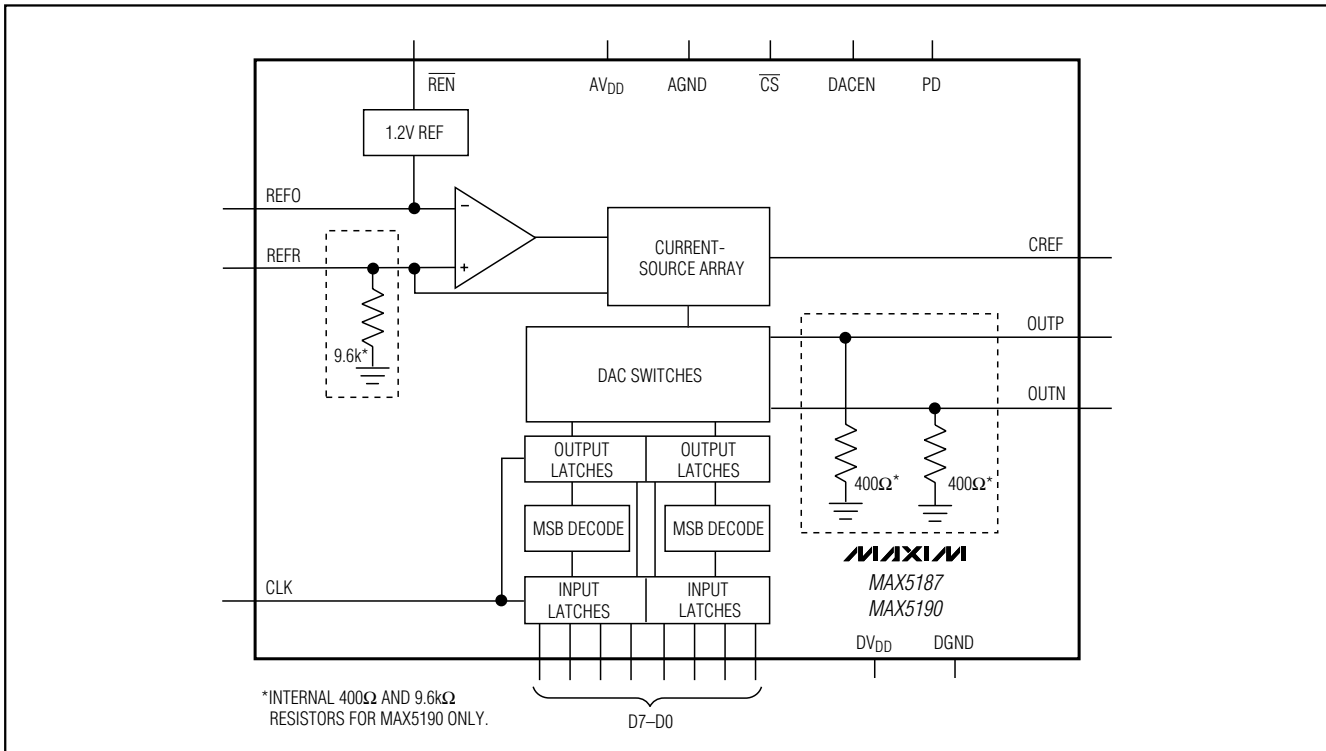 REN
AVDD
AGND
CS
DACEN
PD
1.2V REF
REFO
−
REFR
+
CURRENT-
SOURCE ARRAY
CREF
9.6k*
DAC SWITCHES
OUTP
OUTN
OUTPUT
LATCHES
OUTPUT
LATCHES
400Ω*
400Ω*
MSB DECODE
MSB DECODE
MAXIM
MAX5187
MAX5190
CLK
INPUT
LATCHES
INPUT
LATCHES
DVDD
DGND
*INTERNAL 400Ω AND 9.6kΩ
RESISTORS FOR MAX5190 ONLY.
D7–D0